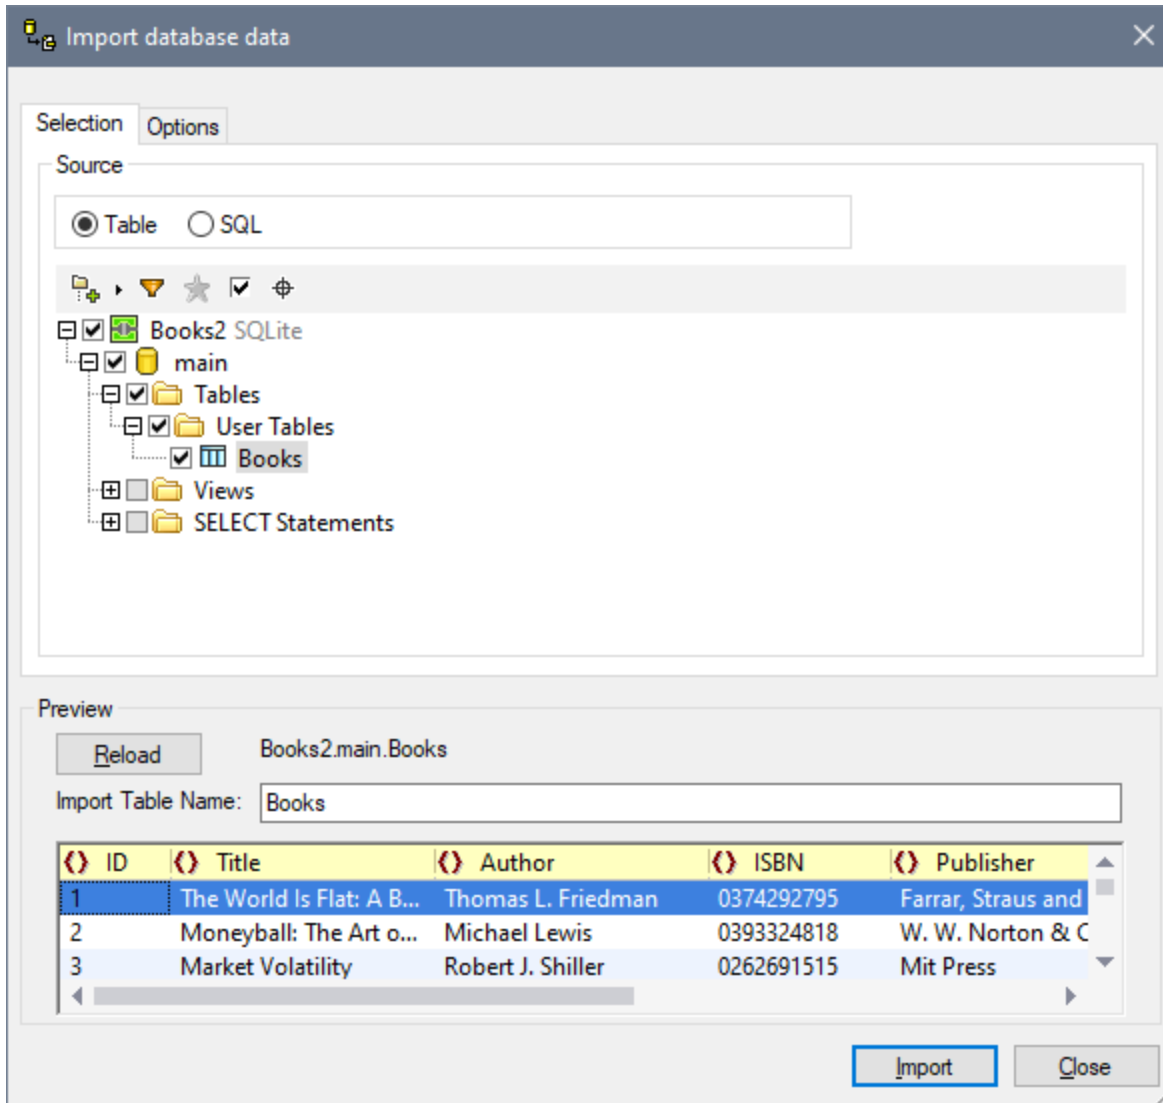 Import database data
Selection Options
Source
Table SQL
Books2 SQLite
main
Tables
User Tables
Books
Views
SELECT Statements
Preview
Reload Books2.main.Books
Import Table Name: Books
ID Title Author ISBN Publisher
1 The World Is Flat: A B... Thomas L. Friedman 0374292795 Farrar, Straus and
2 Moneyball: The Art o... Michael Lewis 0393324818 W. W. Norton & C
3 Market Volatility Robert J. Shiller 0262691515 Mit Press
Import Close